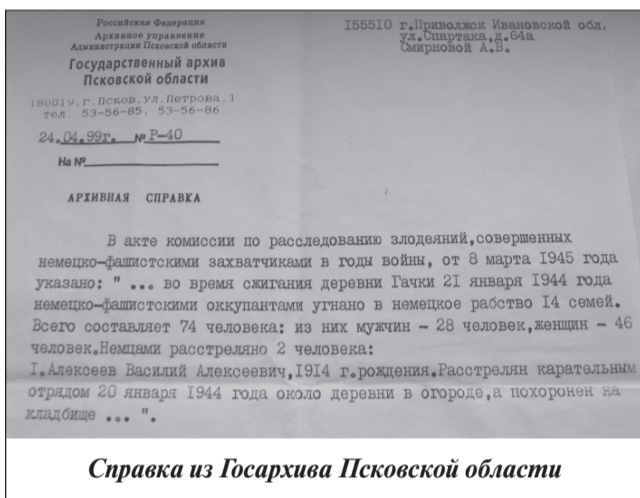 Российская Федерация
Архивное управление
Администрации Псковской области
Государственный архив
Псковской области
180019, г.Псков, ул.Петрова, 1
тел. 53-56-85, 53-56-86
24.04.99г. № Р-40
На №
155510 г.Приволжск Ивановской обл.
ул.Спартака, д.64а
Смирновой А.В.
АРХИВНАЯ СПРАВКА
В акте комиссии по расследованию злодеяний,совершенных
немецко-фашистскими захватчиками в годы войны, от 8 марта 1945 года
указано: " ... во время сжигания деревни Гачки 21 января 1944 года
немецко-фашистскими оккупантами угнано в немецкое рабство 14 семей.
Всего составляет 74 человека: из них мужчин – 28 человек,женщин – 46
человек.Немцами расстреляно 2 человека:
I.Алексеев Василий Алексеевич,1914 г.рождения.Расстрелян карательным
отрядом 20 января 1944 года около деревни в огороде,а похоронен на
кладбище ... ".
Справка из Госархива Псковской области